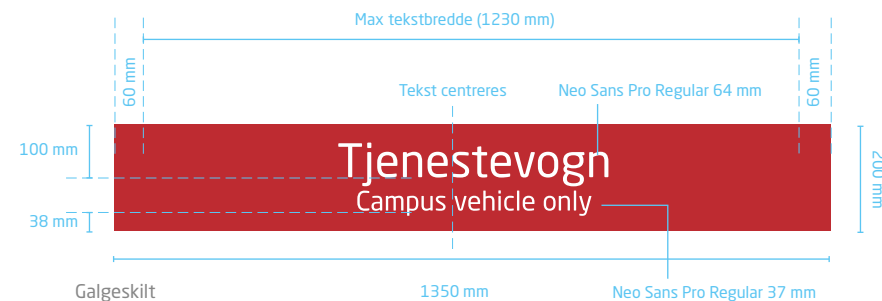 Max tekstbredde (1230 mm)
60 mm
60 mm
Tekst centreres
Neo Sans Pro Regular 64 mm
100 mm
Tjenestevogn
200 mm
Campus vehicle only
38 mm
Galgeskilt
1350 mm
Neo Sans Pro Regular 37 mm